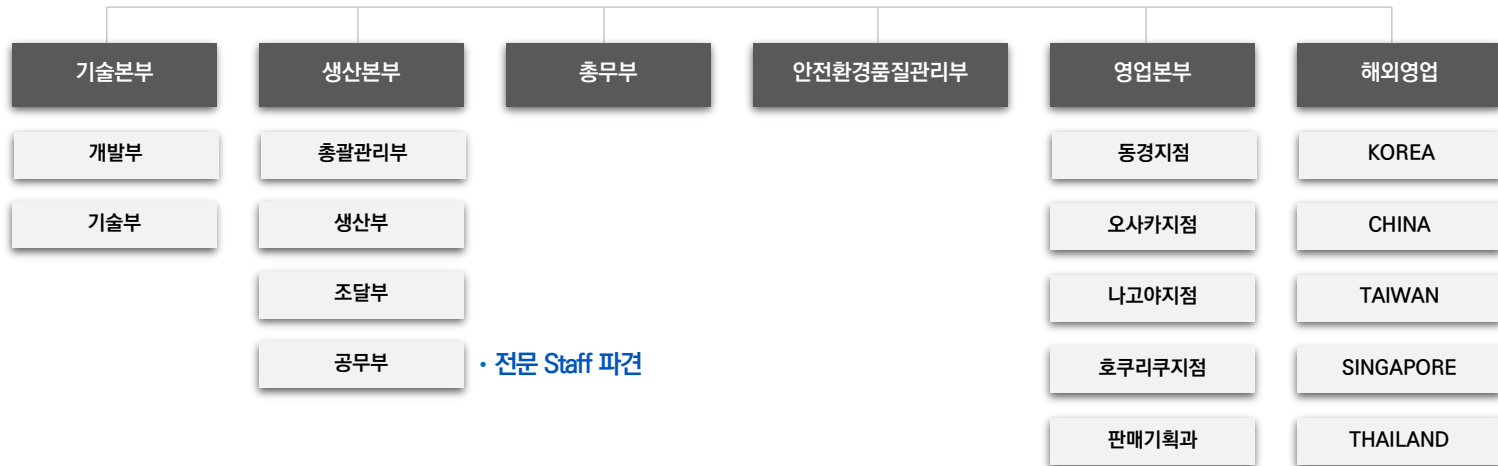 기술본부
생산본부
총무부
안전환경품질관리부
영업본부
해외영업
개발부
총괄관리부
동경지점
KOREA
기술부
생산부
오사카지점
CHINA
조달부
나고야지점
TAIWAN
공무부
• 전문 Staff 파견
호쿠리쿠지점
SINGAPORE
판매기획과
THAILAND